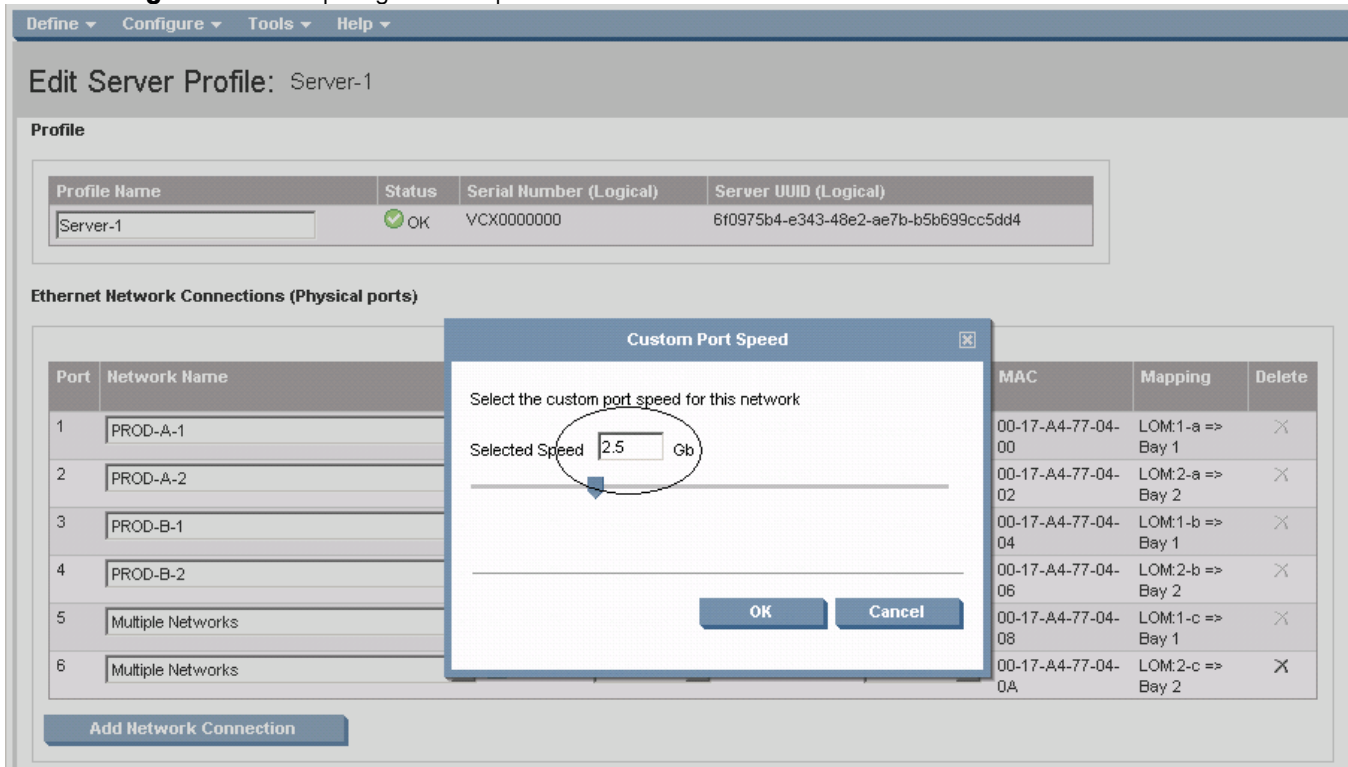 Define Configure Tools Help
Edit Server Profile: Server-1
Profile
Profile Name Status Serial Number (Logical) Server UUID (Logical)
Server-1 OK VCX0000000 6f0975b4-e343-48e2-ae7b-b5b699cc5dd4
Ethernet Network Connections (Physical ports)
Custom Port Speed
Select the custom port speed for this network
Selected Speed 2.5 Gb
OK Cancel
Port Network Name MAC Mapping Delete
1 PROD-A-1 00-17-A4-77-04- LOM:1-a =>
00 Bay 1
2 PROD-A-2 00-17-A4-77-04- LOM:2-a =>
02 Bay 2
3 PROD-B-1 00-17-A4-77-04- LOM:1-b =>
04 Bay 1
4 PROD-B-2 00-17-A4-77-04- LOM:2-b =>
06 Bay 2
5 Multiple Networks 00-17-A4-77-04- LOM:1-c =>
08 Bay 1
6 Multiple Networks 00-17-A4-77-04- LOM:2-c =>
0A Bay 2
Add Network Connection